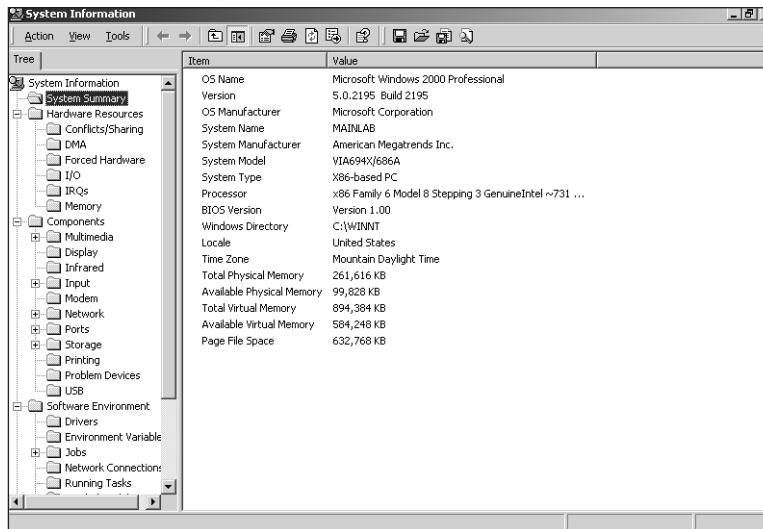 System Information
Action View Tools
Tree
System Information
System Summary
Hardware Resources
Conflicts/Sharing
DMA
Forced Hardware
I/O
IRQs
Memory
Components
Multimedia
Display
Infrared
Input
Modem
Network
Ports
Storage
Printing
Problem Devices
USB
Software Environment
Drivers
Environment Variable
Jobs
Network Connections
Running Tasks
Item Value
OS Name Microsoft Windows 2000 Professional
Version 5.0.2195 Build 2195
OS Manufacturer Microsoft Corporation
System Name MAINLAB
System Manufacturer American Megatrends Inc.
System Model VIA694X/686A
System Type X86-based PC
Processor x86 Family 6 Model 8 Stepping 3 GenuineIntel ~731 ...
BIOS Version Version 1.00
Windows Directory C:\WINNT
Locale United States
Time Zone Mountain Daylight Time
Total Physical Memory 261,616 KB
Available Physical Memory 99,828 KB
Total Virtual Memory 894,384 KB
Available Virtual Memory 584,248 KB
Page File Space 632,768 KB